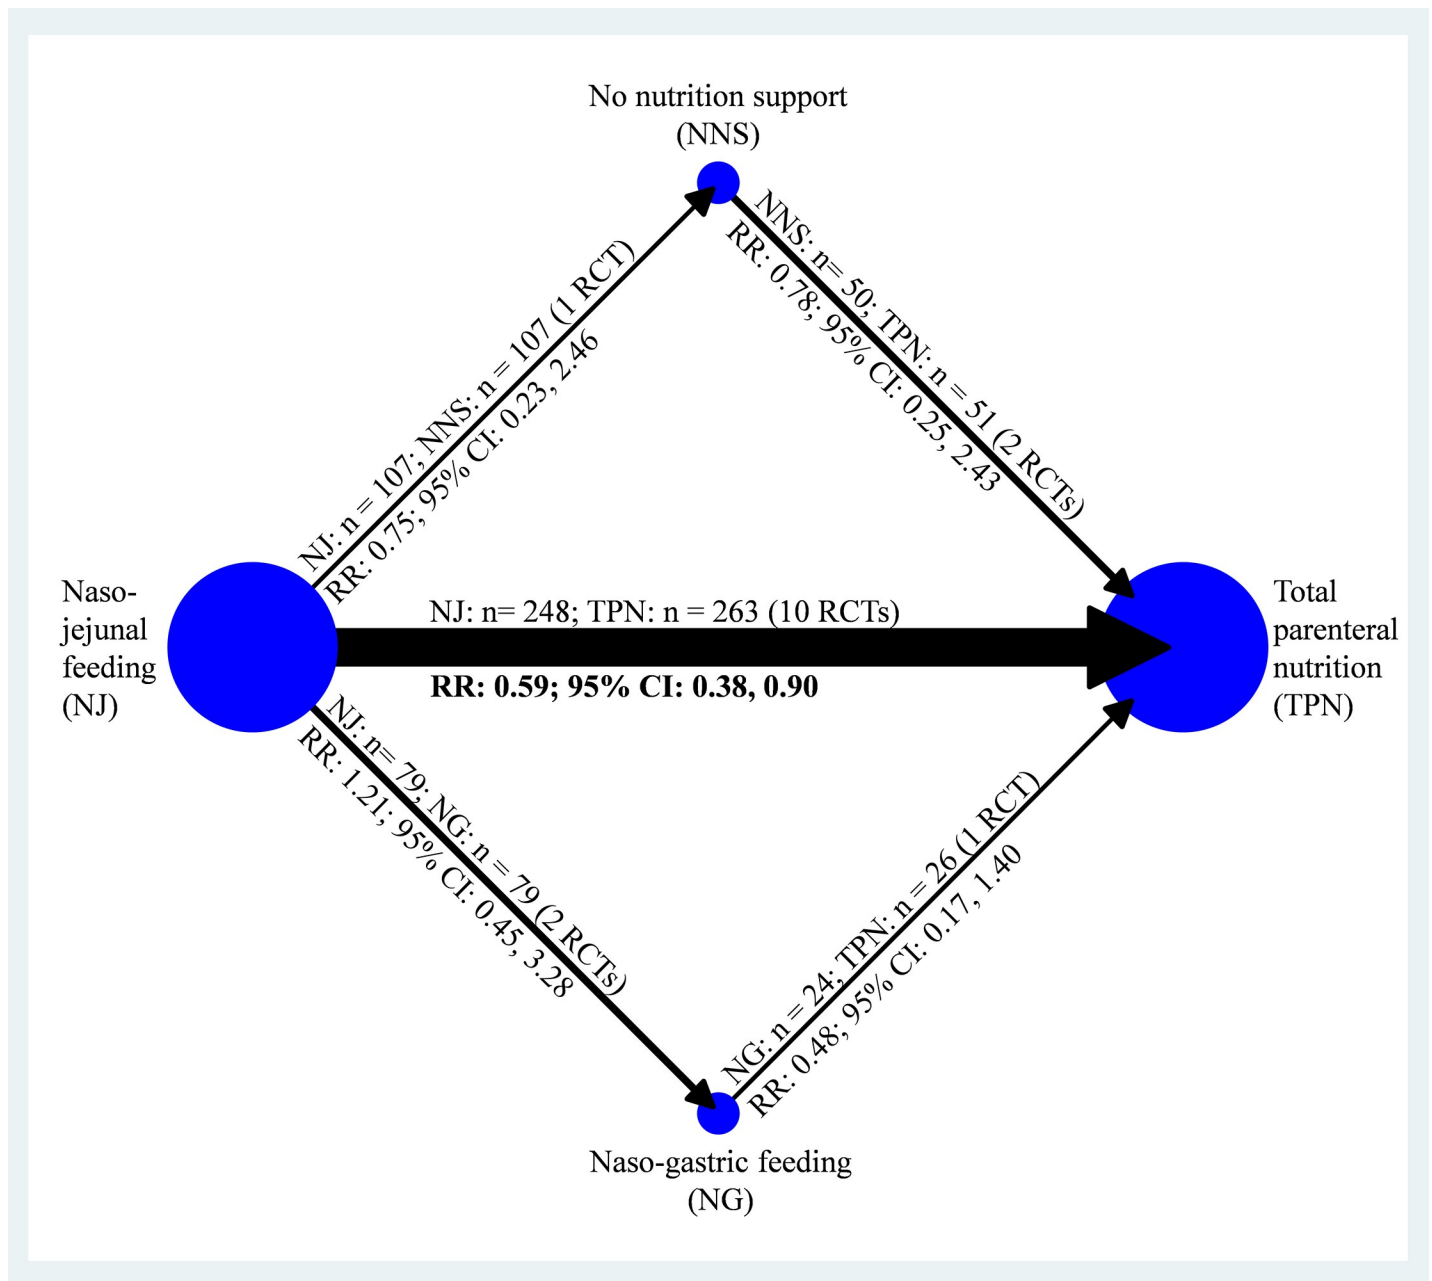 No nutrition support
(NNS)
NJ: n = 107; NNS: n = 107 (1 RCT)
RR: 0.75; 95% CI: 0.23, 2.46
NNS: n= 50; TPN: n = 51 (2 RCTs)
RR: 0.78; 95% CI: 0.25, 2.43
Naso-
jejunal
feeding
(NJ)
NJ: n= 248; TPN: n = 263 (10 RCTs)
RR: 0.59; 95% CI: 0.38, 0.90
Total
parenteral
nutrition
(TPN)
NJ: n= 79; NG: n = 79 (2 RCTs)
RR: 1.21; 95% CI: 0.45, 3.28
NG: n = 24; TPN: n = 26 (1 RCT)
RR: 0.48; 95% CI: 0.17, 1.40
Naso-gastric feeding
(NG)